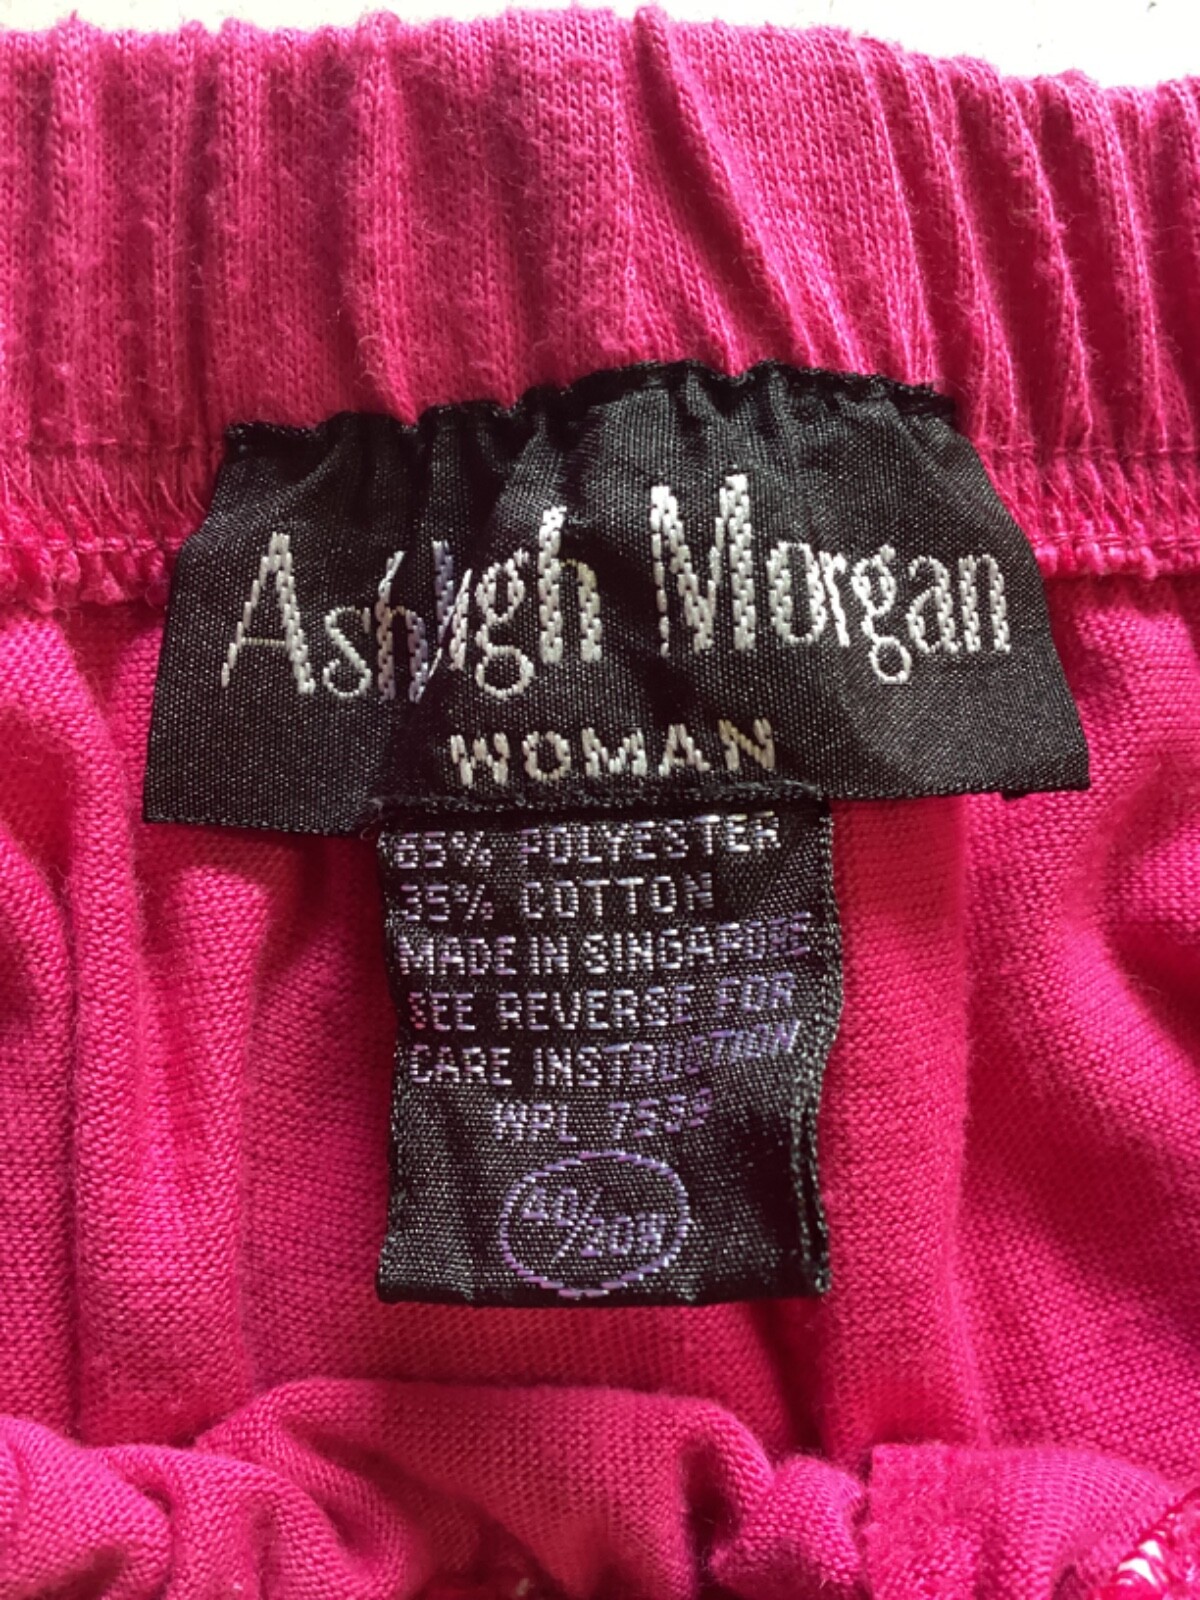 Ashleigh Morgan
WOMAN
65% POLYESTER
35% COTTON
MADE IN SINGAPORE
SEE REVERSE FOR
CARE INSTRUCTION
WPL 7539
40/20W